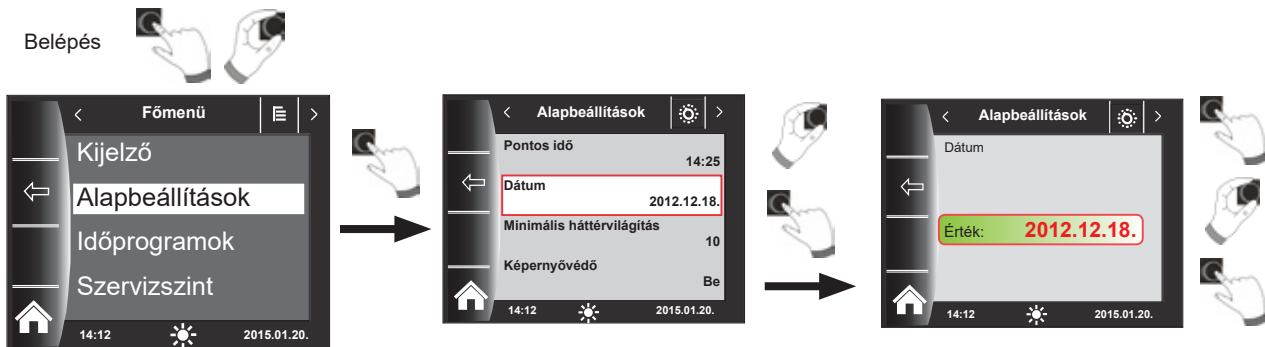 Belépés
< Főmenü >
Kijelző
Alapbeállítások
Időprogramok
Szervizszint
14:12 2015.01.20.
< Alapbeállítások >
Pontos idő
14:25
Dátum
2012.12.18.
Minimális háttérvilágítás
10
Képernyővédő
Be
14:12 2015.01.20.
< Alapbeállítások >
Dátum
Érték: 2012.12.18.
14:12 2015.01.20.